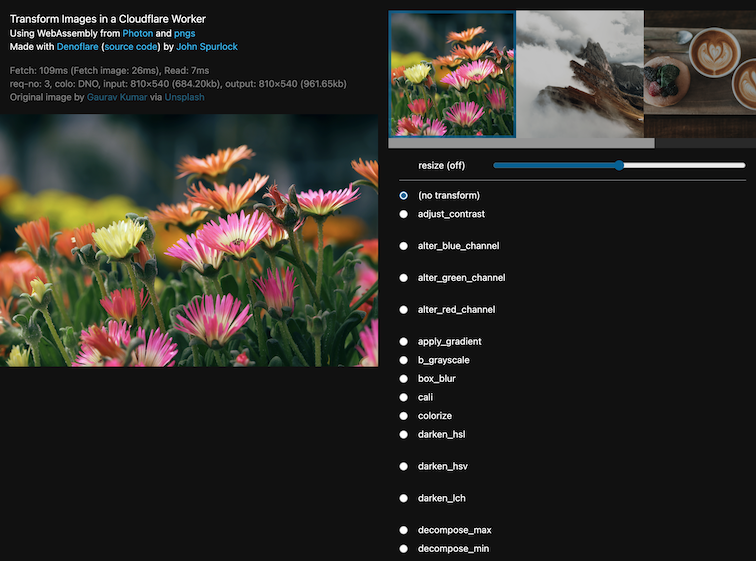 Transform Images in a Cloudflare Worker
Using WebAssembly from Photon and pngs
Made with Denoflare (source code) by John Spurlock
Fetch: 109ms (Fetch image: 26ms), Read: 7ms
req-no: 3, colo: DNO, input: 810×540 (684.20kb), output: 810×540 (961.65kb)
Original image by Gaurav Kumar via Unsplash
resize (off)
(no transform)
adjust_contrast
alter_blue_channel
alter_green_channel
alter_red_channel
apply_gradient
b_grayscale
box_blur
cali
colorize
darken_hsl
darken_hsv
darken_lch
decompose_max
decompose_min